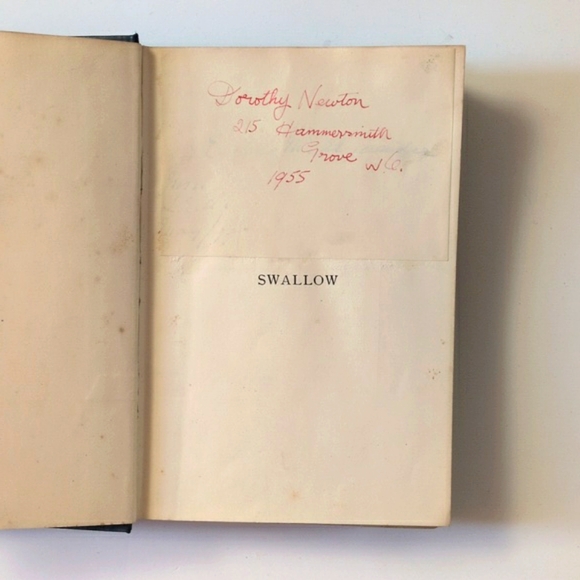 Dorothy Newton
215 Hammersmith
Grove W.6.
1955
SWALLOW